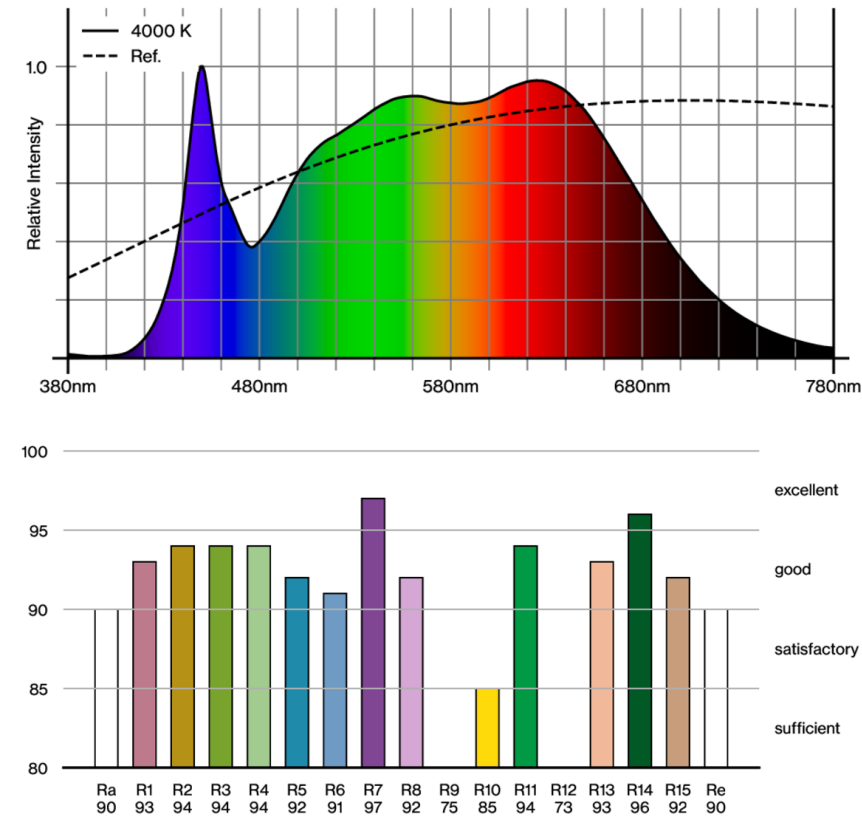 4000 K
Ref.
1.0
Relative Intensity
380nm 480nm 580nm 680nm 780nm
100
excellent
95
good
90
satisfactory
85
sufficient
80
Ra R1 R2 R3 R4 R5 R6 R7 R8 R9 R10 R11 R12 R13 R14 R15 Re
90 93 94 94 94 92 91 97 92 75 85 94 73 93 96 92 90